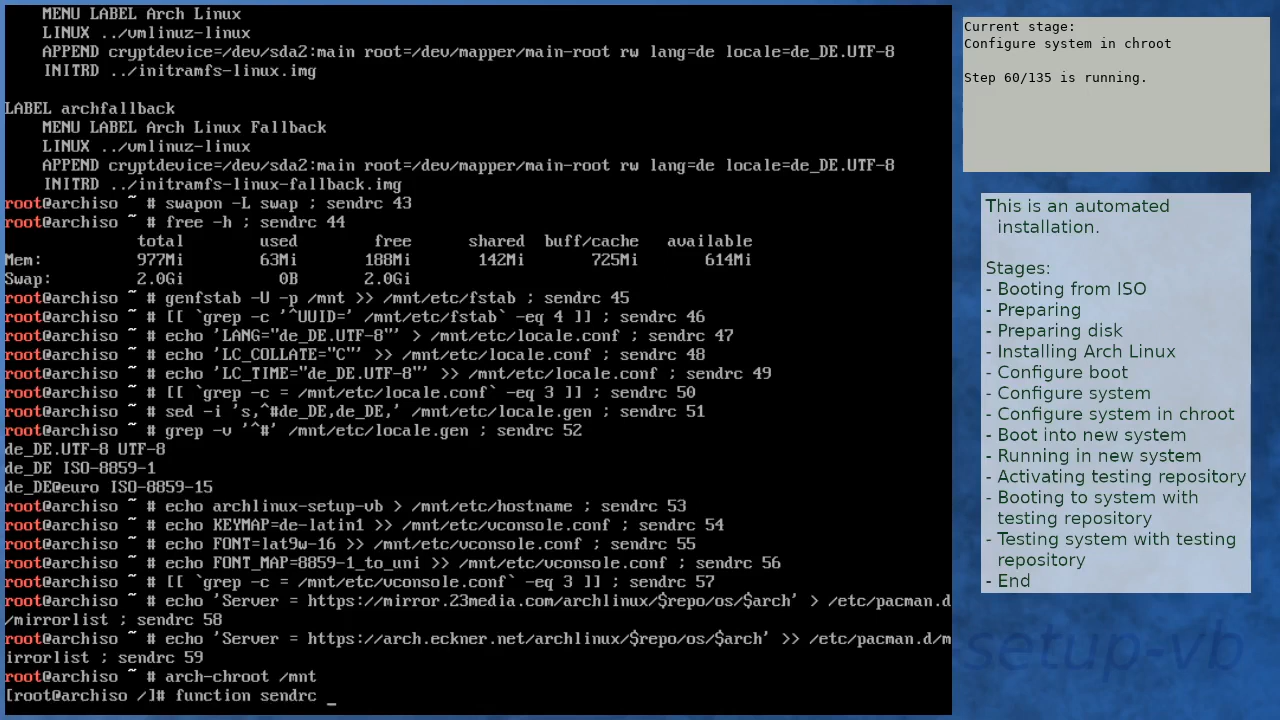 MENU LABEL Arch Linux
    LINUX ../vmlinuz-linux
    APPEND cryptdevice=/dev/sda2:main root=/dev/mapper/main-root rw lang=de locale=de_DE.UTF-8
    INITRD ../initramfs-linux.img

LABEL archfallback
    MENU LABEL Arch Linux Fallback
    LINUX ../vmlinuz-linux
    APPEND cryptdevice=/dev/sda2:main root=/dev/mapper/main-root rw lang=de locale=de_DE.UTF-8
    INITRD ../initramfs-linux-fallback.img
root@archiso ~ # swapon -L swap ; sendrc 43
root@archiso ~ # free -h ; sendrc 44
              total        used        free      shared  buff/cache   available
Mem:          977Mi        63Mi       188Mi       142Mi       725Mi       614Mi
Swap:         2.0Gi          0B       2.0Gi
root@archiso ~ # genfstab -U -p /mnt >> /mnt/etc/fstab ; sendrc 45
root@archiso ~ # [[ `grep -c '^UUID=' /mnt/etc/fstab` -eq 4 ]] ; sendrc 46
root@archiso ~ # echo 'LANG="de_DE.UTF-8"' > /mnt/etc/locale.conf ; sendrc 47
root@archiso ~ # echo 'LC_COLLATE="C"' >> /mnt/etc/locale.conf ; sendrc 48
root@archiso ~ # echo 'LC_TIME="de_DE.UTF-8"' >> /mnt/etc/locale.conf ; sendrc 49
root@archiso ~ # [[ `grep -c = /mnt/etc/locale.conf` -eq 3 ]] ; sendrc 50
root@archiso ~ # sed -i 's,^#de_DE,de_DE,' /mnt/etc/locale.gen ; sendrc 51
root@archiso ~ # grep -v '^#' /mnt/etc/locale.gen ; sendrc 52
de_DE.UTF-8 UTF-8
de_DE ISO-8859-1
de_DE@euro ISO-8859-15
root@archiso ~ # echo archlinux-setup-vb > /mnt/etc/hostname ; sendrc 53
root@archiso ~ # echo KEYMAP=de-latin1 >> /mnt/etc/vconsole.conf ; sendrc 54
root@archiso ~ # echo FONT=lat9w-16 >> /mnt/etc/vconsole.conf ; sendrc 55
root@archiso ~ # echo FONT_MAP=8859-1_to_uni >> /mnt/etc/vconsole.conf ; sendrc 56
root@archiso ~ # [[ `grep -c = /mnt/etc/vconsole.conf` -eq 3 ]] ; sendrc 57
root@archiso ~ # echo 'Server = https://mirror.23media.com/archlinux/$repo/os/$arch' > /etc/pacman.d
/mirrorlist ; sendrc 58
root@archiso ~ # echo 'Server = https://arch.eckner.net/archlinux/$repo/os/$arch' >> /etc/pacman.d/m
irrorlist ; sendrc 59
root@archiso ~ # arch-chroot /mnt
[root@archiso /]# function sendrc _
Current stage:
Configure system in chroot

Step 60/135 is running.
This is an automated
installation.

Stages:
- Booting from ISO
- Preparing
- Preparing disk
- Installing Arch Linux
- Configure boot
- Configure system
- Configure system in chroot
- Boot into new system
- Running in new system
- Activating testing repository
- Booting to system with
testing repository
- Testing system with testing
repository
- End
setup-vb